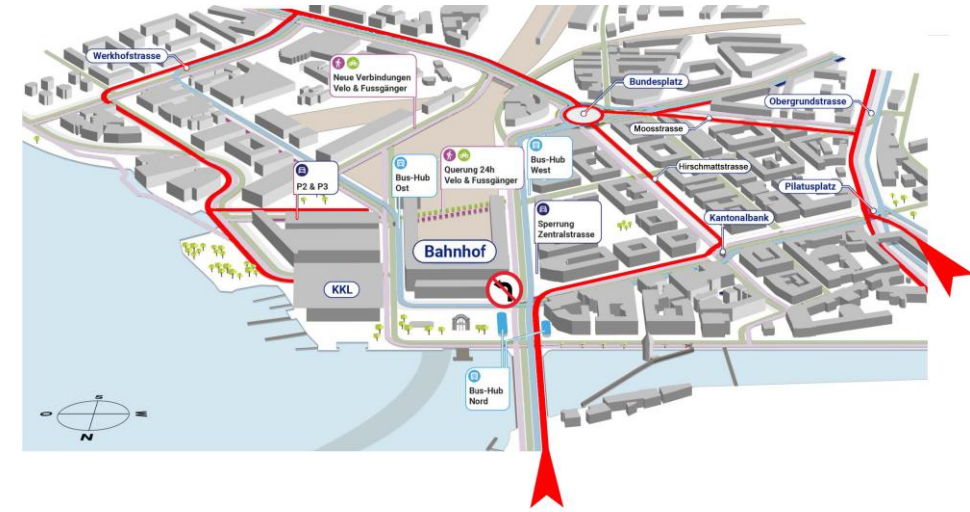 Werkhofstrasse
Neue Verbindungen
Velo & Fussgänger
Bundesplatz
Obergrundstrasse
Moosstrasse
P2 & P3
Bus-Hub
Ost
Querung 24h
Velo & Fussgänger
Bus-Hub
West
Hirschmattstrasse
Pilatusplatz
Sperrung
Zentralstrasse
Kantonalbank
Bahnhof
KKL
Bus-Hub
Nord
S
O
W
N